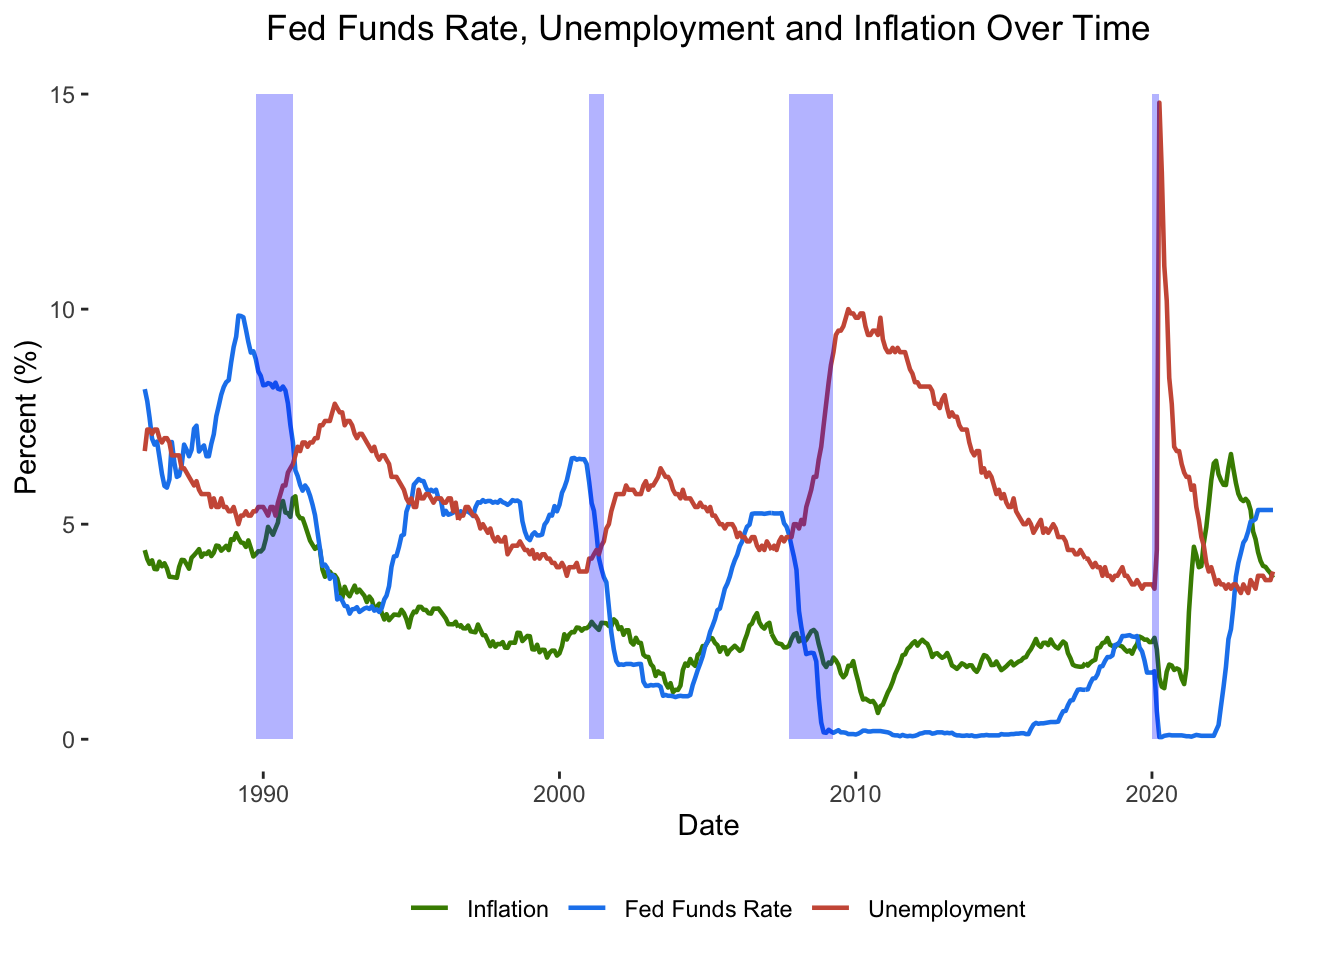 Fed Funds Rate, Unemployment and Inflation Over Time
Percent (%)
15
10
5
0
1990 2000 2010 2020
Date
Inflation Fed Funds Rate Unemployment